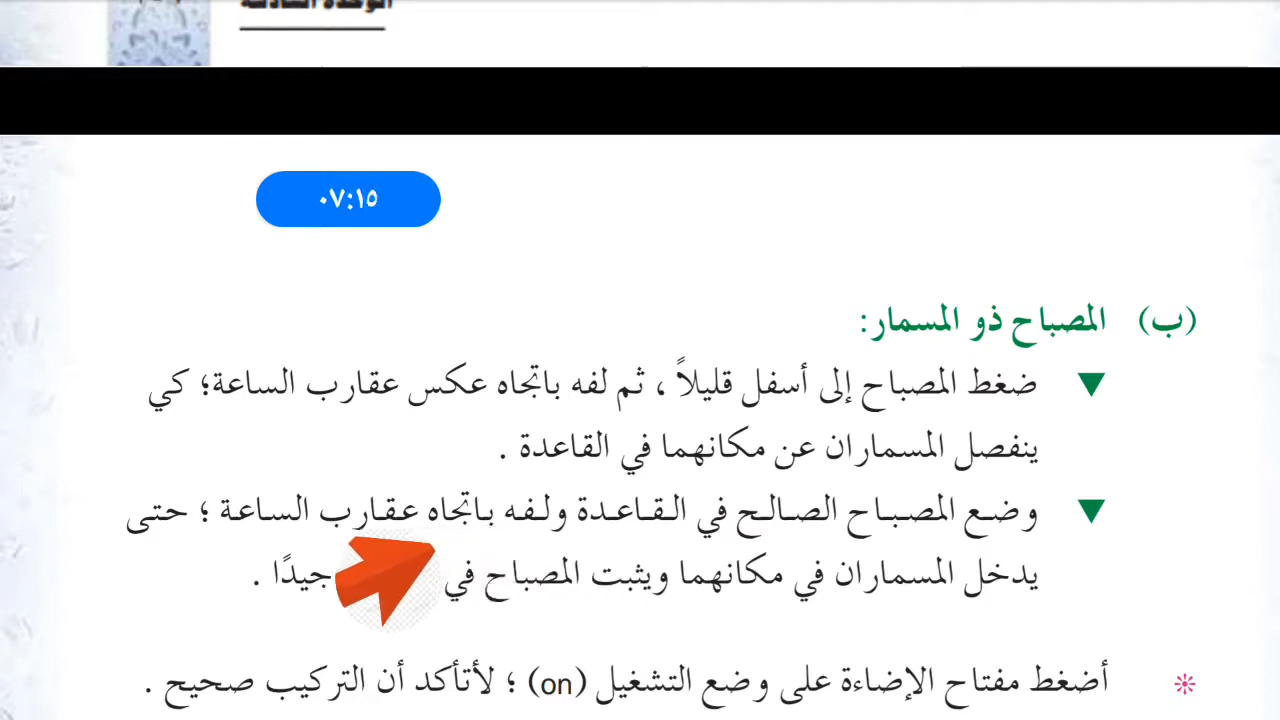 ٠٧:١٥
(ب) المصباح ذو المسمار:
▼ ضغط المصباح إلى أسفل قليلاً ، ثم لفه باتجاه عكس عقارب الساعة؛ كي
ينفصل المسماران عن مكانهما في القاعدة .
▼ وضع المصباح الصالح في القاعدة ولفه باتجاه عقارب الساعة ؛ حتى
يدخل المسماران في مكانهما ويثبت المصباح في جيدًا .
أضغط مفتاح الإضاءة على وضع التشغيل (on) ؛ لأتأكد أن التركيب صحيح .